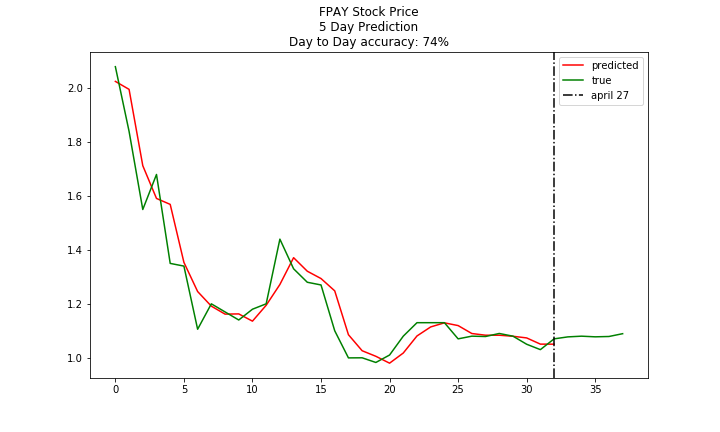 FPAY Stock Price
5 Day Prediction
Day to Day accuracy: 74%
predicted
true
april 27
2.0
1.8
1.6
1.4
1.2
1.0
0 5 10 15 20 25 30 35